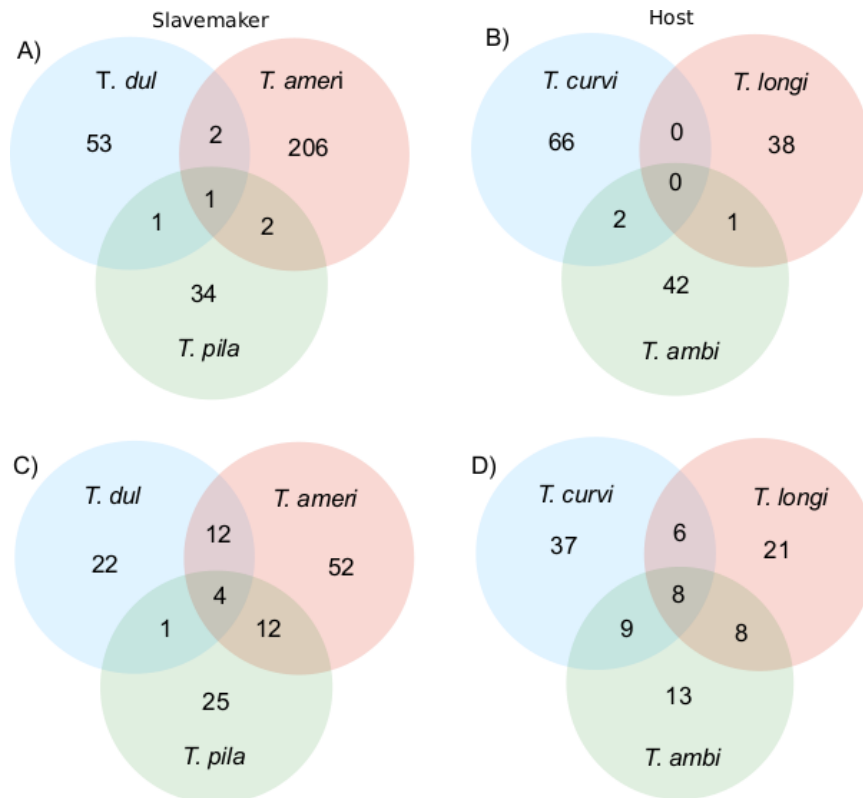 Slavemaker
A)
T. dul
T. ameri
53
2
206
1
1
2
34
T. pila
Host
B)
T. curvi
T. longi
66
0
38
0
2
1
42
T. ambi
C)
T. dul
T. ameri
12
22
52
4
1
12
25
T. pila
D)
T. curvi
T. longi
6
37
21
8
9
8
13
T. ambi